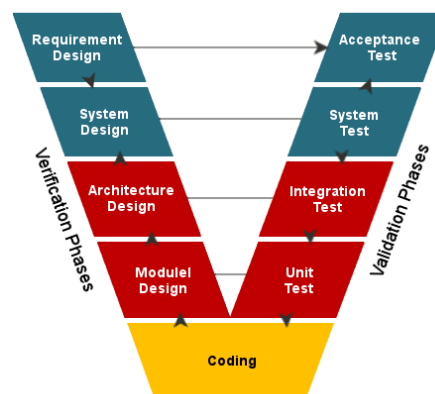 Requirement
Design
Acceptance
Test
System
Design
System
Test
Architecture
Design
Integration
Test
Modulel
Design
Unit
Test
Coding
Verification Phases
Validation Phases